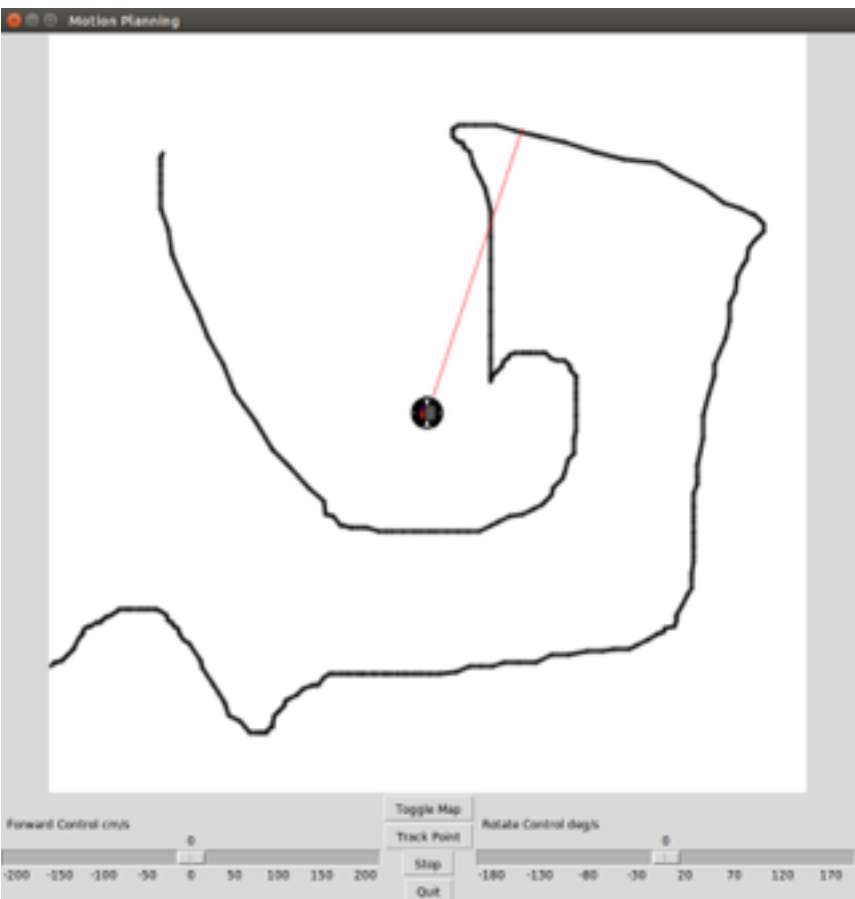 Motion Planning
Toggle Map
Forward Control cm/s
Rotate Control deg/s
Track Point
0
0
Stop
-200 -150 -100 -50 0 50 100 150 200
-180 -130 -80 -30 20 70 120 170
Quit